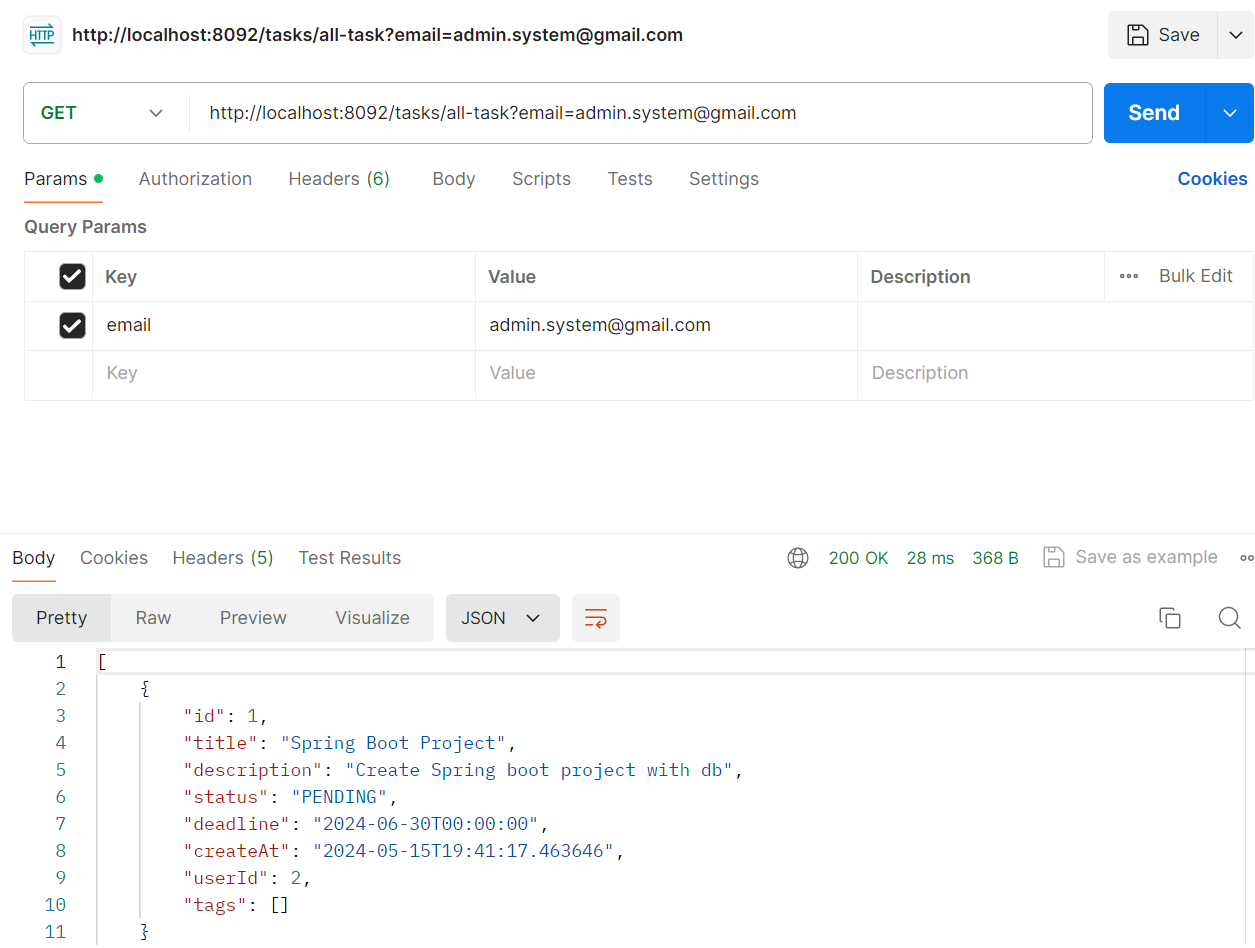 HTTP http://localhost:8092/tasks/all-task?email=admin.system@gmail.com Save
GET http://localhost:8092/tasks/all-task?email=admin.system@gmail.com Send
Params Authorization Headers (6) Body Scripts Tests Settings Cookies
Query Params
Key Value Description Bulk Edit
email admin.system@gmail.com
Key Value Description
Body Cookies Headers (5) Test Results 200 OK 28 ms 368 B Save as example
Pretty Raw Preview Visualize JSON
1 [
2 {
3 "id": 1,
4 "title": "Spring Boot Project",
5 "description": "Create Spring boot project with db",
6 "status": "PENDING",
7 "deadline": "2024-06-30T00:00:00",
8 "createAt": "2024-05-15T19:41:17.463646",
9 "userId": 2,
10 "tags": []
11 }